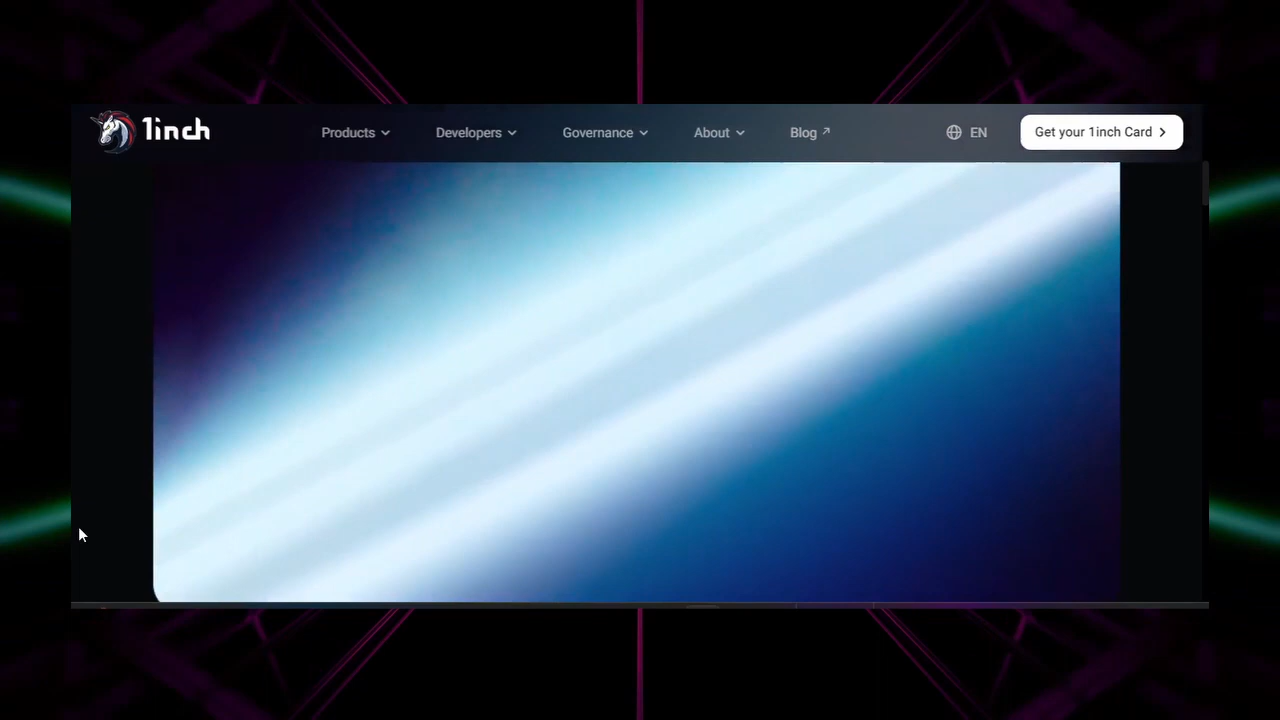 1inch
Products
Developers
Governance
About
Blog
EN
Get your 1inch Card